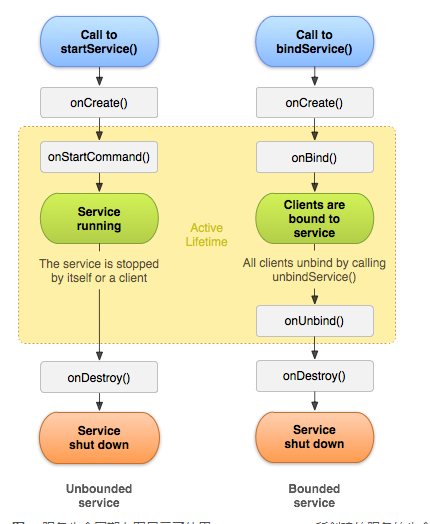 Call to
startService()
onCreate()
onStartCommand()
Service
running
The service is stopped
by itself or a client
onDestroy()
Service
shut down
Unbounded
service
Active
Lifetime
Call to
bindService()
onCreate()
onBind()
Clients are
bound to
service
All clients unbind by calling
unbindService()
onUnbind()
onDestroy()
Service
shut down
Bounded
service